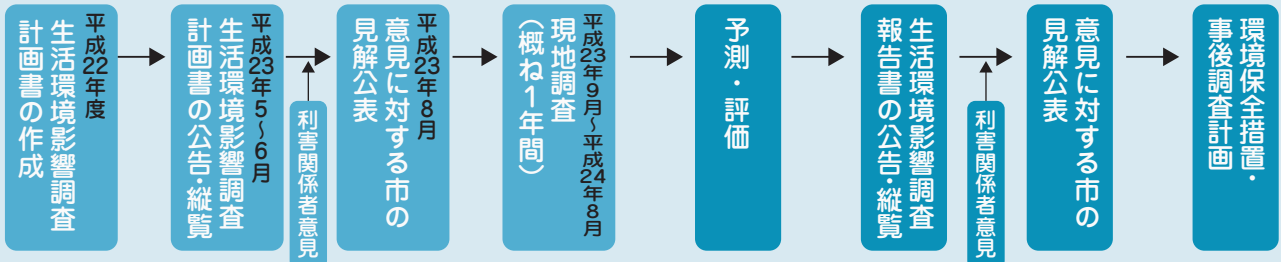 平成22年度
生活環境影響調査
計画書の作成
平成23年5～6月
生活環境影響調査
計画書の公告・縦覧
利害関係者意見
平成23年8月
意見に対する市の
見解公表
平成23年9月～平成24年8月
現地調査
（概ね1年間）
予測・評価
生活環境影響調査
報告書の公告・縦覧
利害関係者意見
意見に対する市の
見解公表
環境保全措置・
事後調査計画